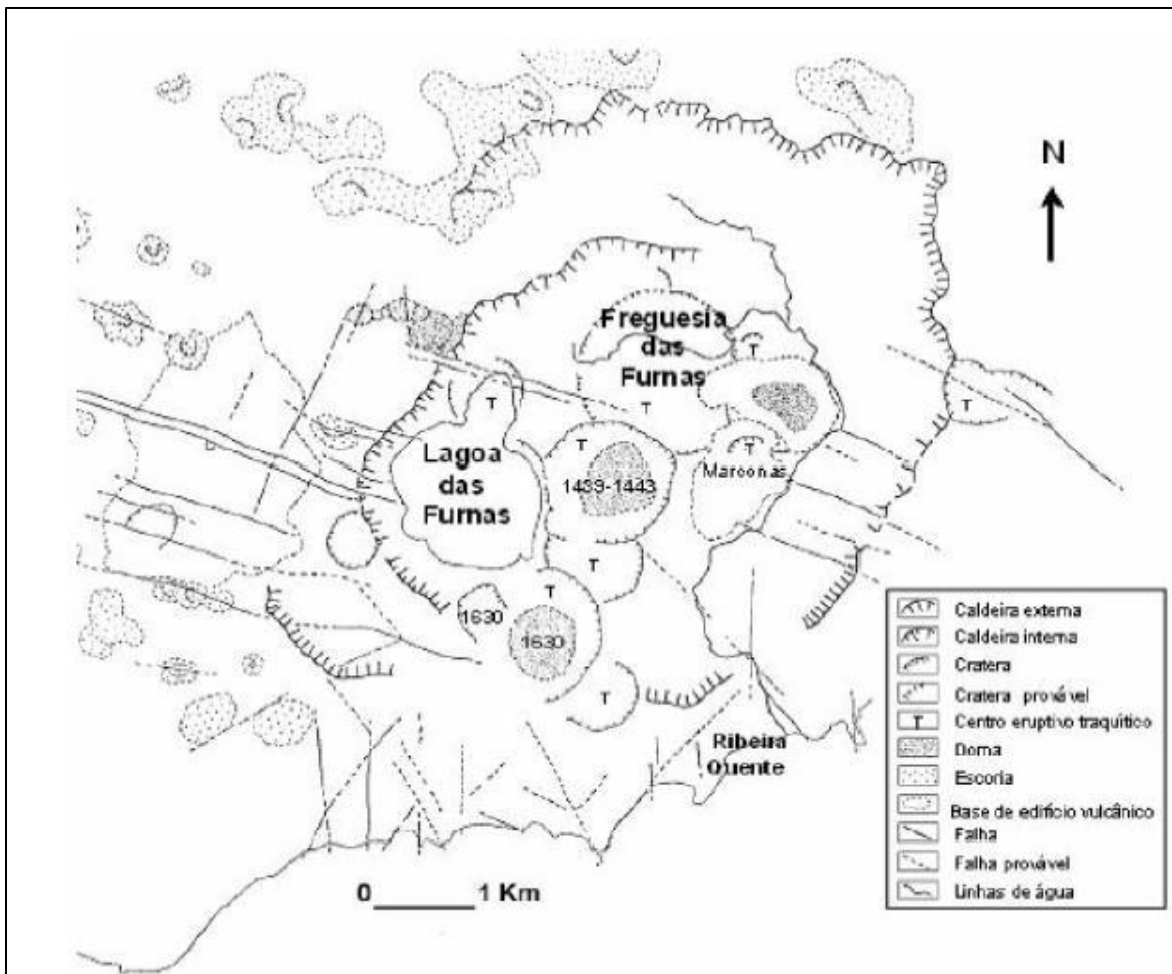 N
Freguesia
das
Furnas
T
T
T
T
T
Lagoa
das
Furnas
T
Marconas
1439-1443
T
T
1630
1630
T
Ribeira
Quente
0 1 Km
Caldeira externa
Caldeira interna
Cratera
Cratera provável
T Centro eruptivo traquítico
Doma
Escoria
Base de edifício vulcânico
Falha
Falha provável
Linhas de água